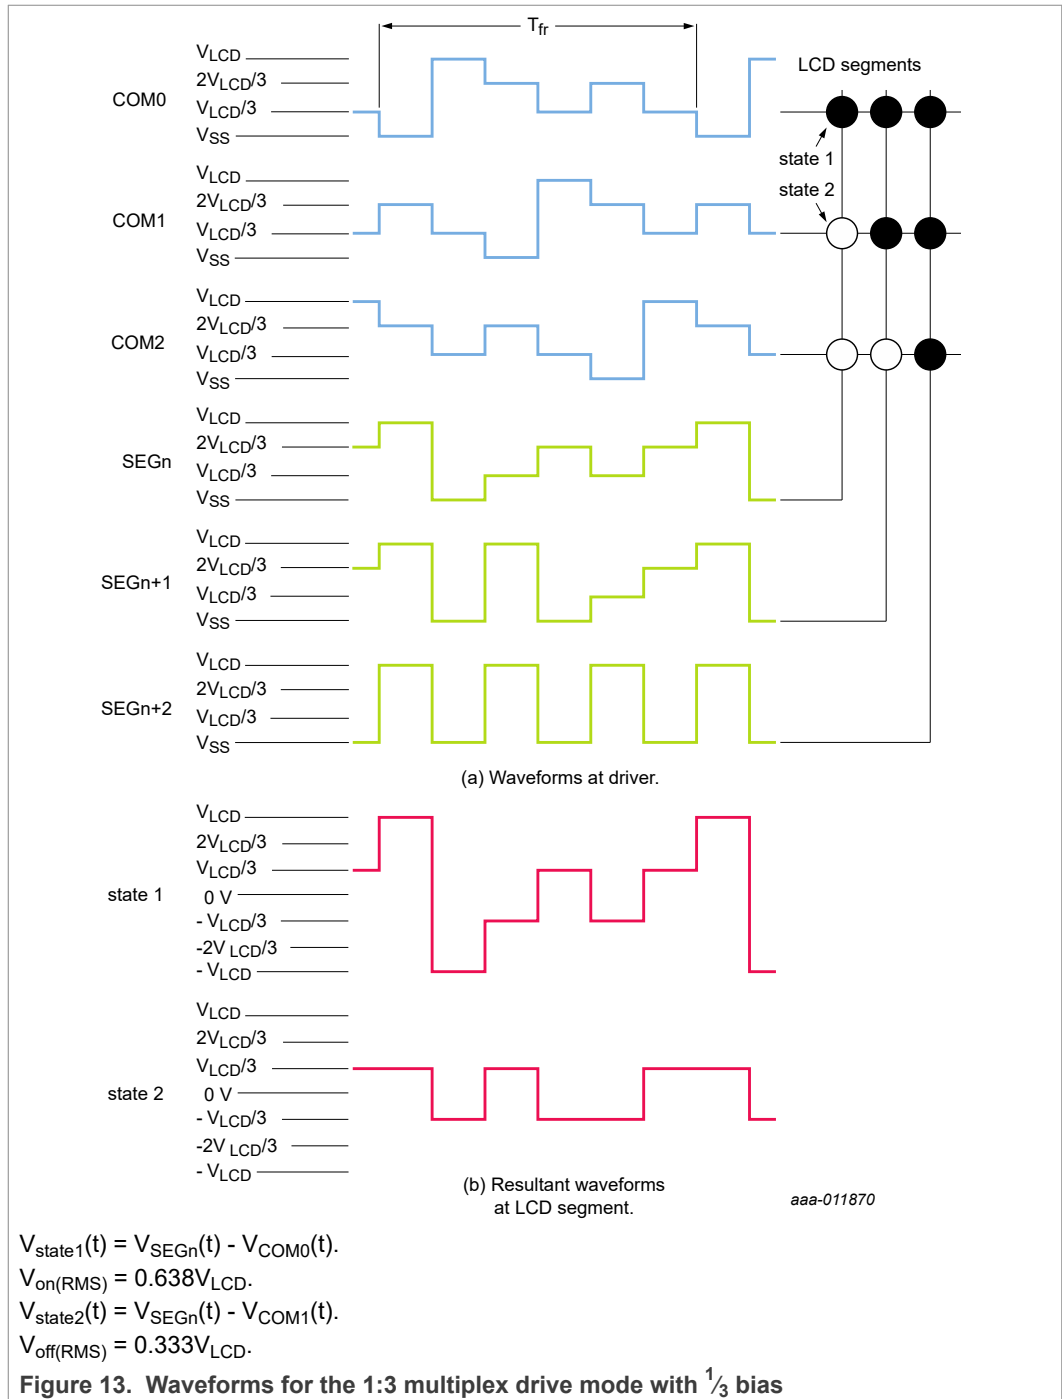 T_fr
V_LCD
2V_LCD/3
COM0
V_LCD/3
V_SS
LCD segments
state 1
state 2
V_LCD
2V_LCD/3
COM1
V_LCD/3
V_SS
V_LCD
2V_LCD/3
COM2
V_LCD/3
V_SS
V_LCD
2V_LCD/3
SEGn
V_LCD/3
V_SS
V_LCD
2V_LCD/3
SEGn+1
V_LCD/3
V_SS
V_LCD
2V_LCD/3
SEGn+2
V_LCD/3
V_SS
(a) Waveforms at driver.
V_LCD
2V_LCD/3
V_LCD/3
state 1
0 V
- V_LCD/3
-2V_LCD/3
- V_LCD
V_LCD
2V_LCD/3
V_LCD/3
state 2
0 V
- V_LCD/3
-2V_LCD/3
- V_LCD
(b) Resultant waveforms
at LCD segment.
aaa-011870
V_state1(t) = V_SEGn(t) - V_COM0(t).
V_on(RMS) = 0.638V_LCD.
V_state2(t) = V_SEGn(t) - V_COM1(t).
V_off(RMS) = 0.333V_LCD.
Figure 13. Waveforms for the 1:3 multiplex drive mode with 1/3 bias